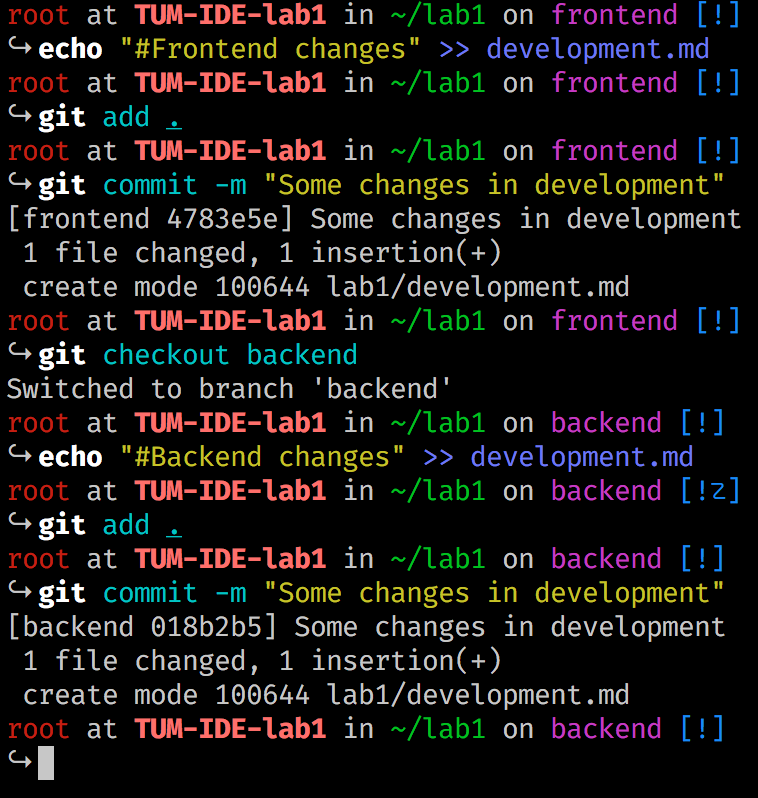 root at TUM-IDE-lab1 in ~/lab1 on frontend [!]
↪echo "#Frontend changes" >> development.md
root at TUM-IDE-lab1 in ~/lab1 on frontend [!]
↪git add .
root at TUM-IDE-lab1 in ~/lab1 on frontend [!]
↪git commit -m "Some changes in development"
[frontend 4783e5e] Some changes in development
 1 file changed, 1 insertion(+)
 create mode 100644 lab1/development.md
root at TUM-IDE-lab1 in ~/lab1 on frontend [!]
↪git checkout backend
Switched to branch 'backend'
root at TUM-IDE-lab1 in ~/lab1 on backend [!]
↪echo "#Backend changes" >> development.md
root at TUM-IDE-lab1 in ~/lab1 on backend [!z]
↪git add .
root at TUM-IDE-lab1 in ~/lab1 on backend [!]
↪git commit -m "Some changes in development"
[backend 018b2b5] Some changes in development
 1 file changed, 1 insertion(+)
 create mode 100644 lab1/development.md
root at TUM-IDE-lab1 in ~/lab1 on backend [!]
↪